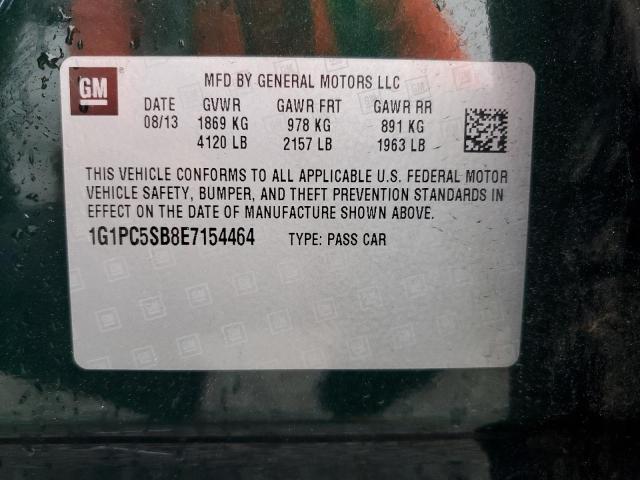 GM
MFD BY GENERAL MOTORS LLC
DATE GVWR GAWR FRT GAWR RR
08/13 1869 KG 978 KG 891 KG
4120 LB 2157 LB 1963 LB
THIS VEHICLE CONFORMS TO ALL APPLICABLE U.S. FEDERAL MOTOR
VEHICLE SAFETY, BUMPER, AND THEFT PREVENTION STANDARDS IN
EFFECT ON THE DATE OF MANUFACTURE SHOWN ABOVE.
1G1PC5SB8E7154464 TYPE: PASS CAR